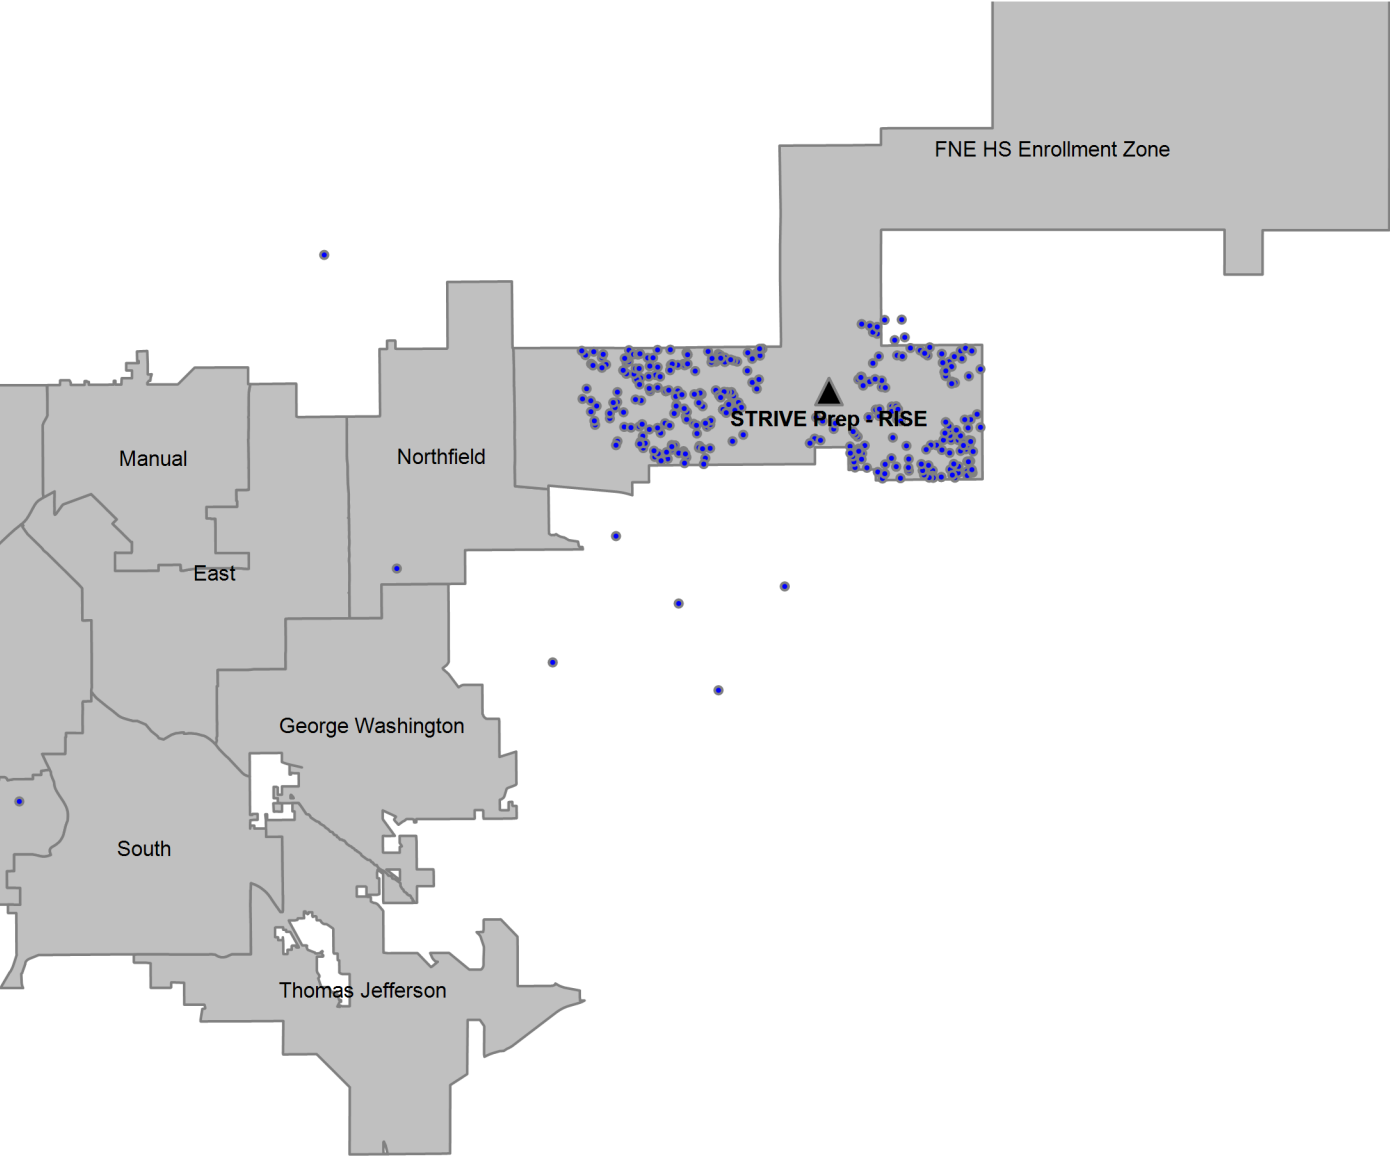 FNE HS Enrollment Zone
STRIVE Prep - RISE
Manual
Northfield
East
George Washington
South
Thomas Jefferson